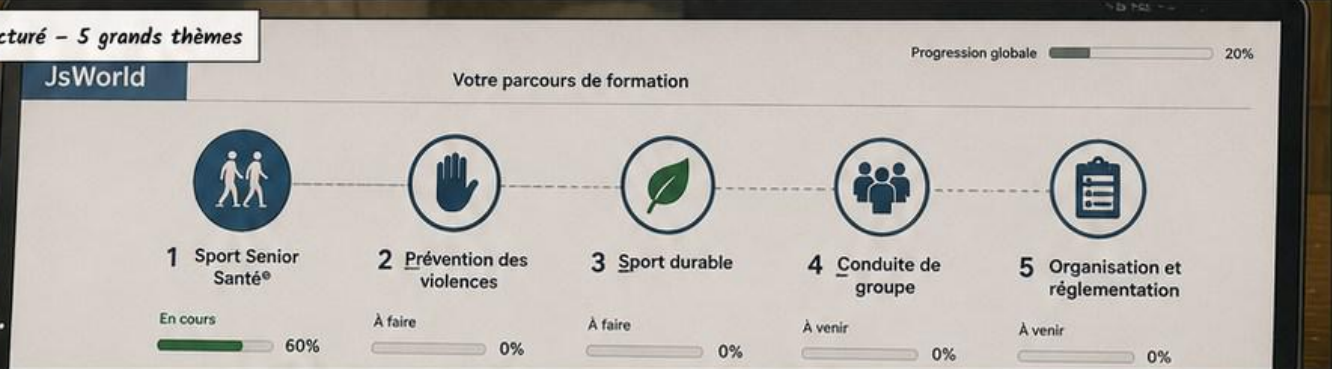 cturé – 5 grands thèmes
JsWorld
Votre parcours de formation
Progression globale 20%
1 Sport Senior
Santé®
2 Prévention des
violences
3 Sport durable
4 Conduite de
groupe
5 Organisation et
réglementation
En cours
60%
À faire
0%
À faire
0%
À venir
0%
À venir
0%